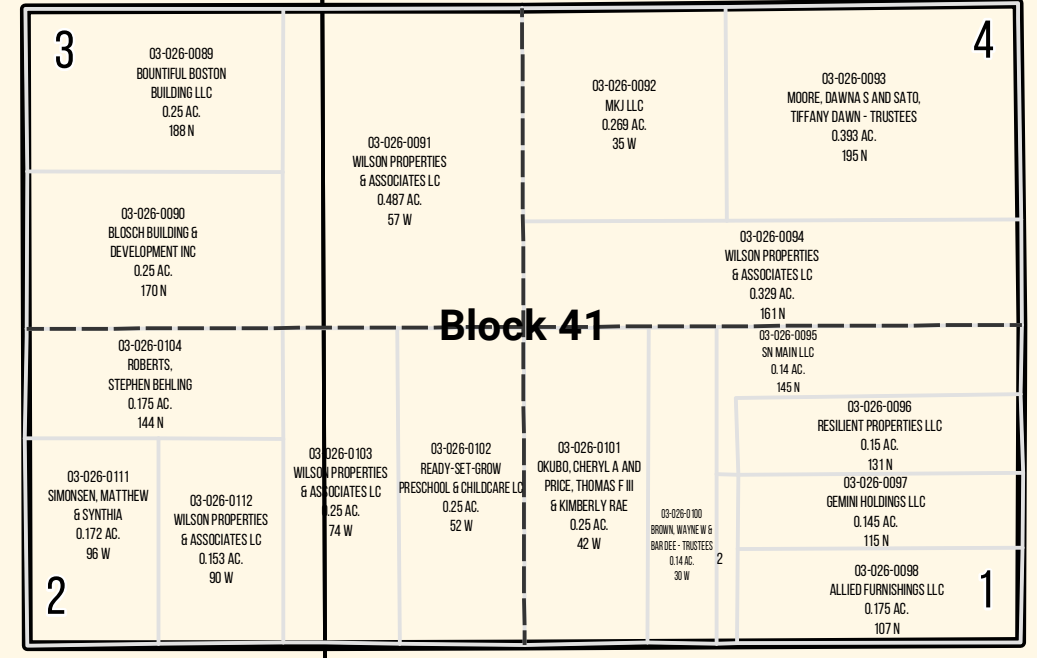 3
4
03-026-0089
BOUNTIFUL BOSTON
BUILDING LLC
0.25 AC.
188 N
03-026-0091
WILSON PROPERTIES
& ASSOCIATES LC
0.487 AC.
57 W
03-026-0092
MKJ LLC
0.269 AC.
35 W
03-026-0093
MOORE, DAWNA S AND SATO,
TIFFANY DAWN - TRUSTEES
0.393 AC.
195 N
03-026-0090
BLOSCH BUILDING &
DEVELOPMENT INC
0.25 AC.
170 N
03-026-0094
WILSON PROPERTIES
& ASSOCIATES LC
0.329 AC.
161 N
Block 41
03-026-0104
ROBERTS,
STEPHEN BEHLING
0.175 AC.
144 N
03-026-0095
SN MAIN LLC
0.14 AC.
145 N
03-026-0096
RESILIENT PROPERTIES LLC
0.15 AC.
131 N
03-026-0111
SIMONSEN, MATTHEW
& SYNTHIA
0.172 AC.
96 W
03-026-0112
WILSON PROPERTIES
& ASSOCIATES LC
0.153 AC.
90 W
03-026-0103
WILSON PROPERTIES
& ASSOCIATES LC
0.25 AC.
74 W
03-026-0102
READY-SET-GROW
PRESCHOOL & CHILDCARE LC
0.25 AC.
52 W
03-026-0101
OKUBO, CHERYL A AND
PRICE, THOMAS F III
& KIMBERLY RAE
0.25 AC.
42 W
03-026-0100
BROWN, WAYNE W &
BAR DEE - TRUSTEES
0.14 AC.
30 W
2
03-026-0097
GEMINI HOLDINGS LLC
0.145 AC.
115 N
03-026-0098
ALLIED FURNISHINGS LLC
0.175 AC.
107 N
2
1